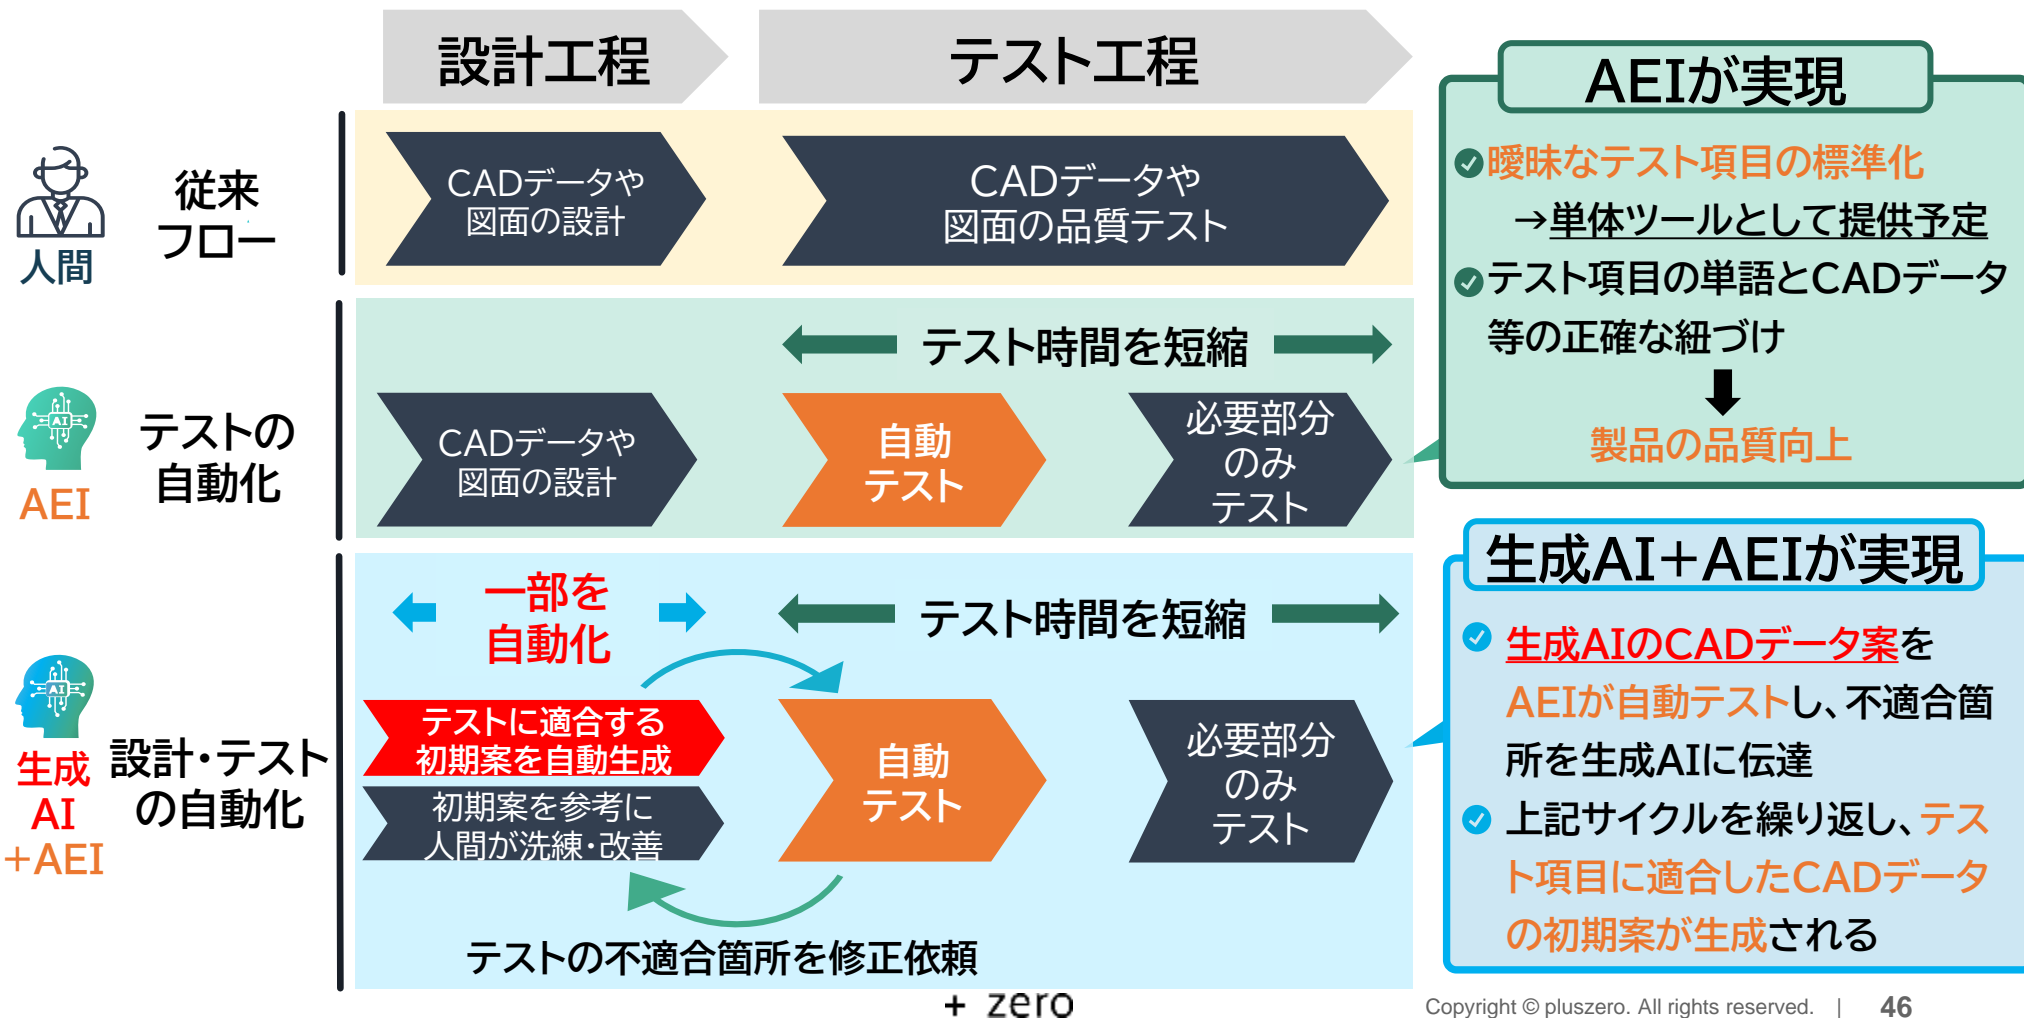 設計工程
テスト工程
人間
従来
フロー
CADデータや
図面の設計
CADデータや
図面の品質テスト
AEI
テストの
自動化
テスト時間を短縮
CADデータや
図面の設計
自動
テスト
必要部分
のみ
テスト
生成
AI
+AEI
設計・テスト
の自動化
一部を
自動化
テスト時間を短縮
テストに適合する
初期案を自動生成
初期案を参考に
人間が洗練・改善
自動
テスト
必要部分
のみ
テスト
テストの不適合箇所を修正依頼
AEIが実現
曖昧なテスト項目の標準化
→単体ツールとして提供予定
テスト項目の単語とCADデータ
等の正確な紐づけ
製品の品質向上
生成AI+AEIが実現
生成AIのCADデータ案を
AEIが自動テストし、不適合箇
所を生成AIに伝達
上記サイクルを繰り返し、テス
ト項目に適合したCADデータ
の初期案が生成される
+ zero
Copyright © pluszero. All rights reserved. | 46
AI
AI